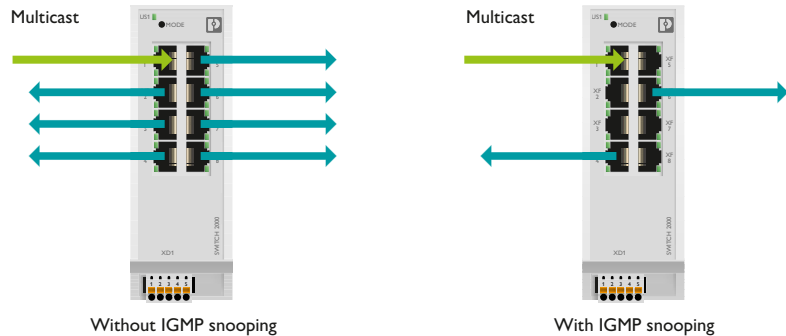 Multicast
US1
MODE
1
5
2
6
3
7
4
8
SWITCH 2000
XD1
1 2 3 4 5
Without IGMP snooping
Multicast
US1
MODE
1
XF
5
XF
2
6
XF
3
XF
7
XF
8
SWITCH 2000
XD1
1 2 3 4 5
With IGMP snooping